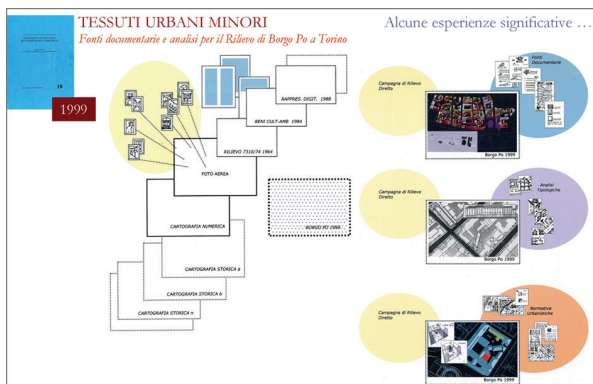 TESSUTI URBANI MINORI
Fonti documentarie e analisi per il Rilievo di Borgo Po a Torino
Alcune esperienze significative ...
18
1999
RAPPRES. DIGIT. 1988
BENI CULT-AMB 1984
RILIEVO 7310/74 1964
FOTO AEREA
CARTOGRAFIA NUMERICA
BORGO PO 1999
CARTOGRAFIA STORICA a
CARTOGRAFIA STORICA b
CARTOGRAFIA STORICA n
Campagna di Rilievo
Diretto
Fonti
Documentarie
Borgo Po 1999
Campagna di Rilievo
Diretto
Analisi
Tipologiche
Borgo Po 1999
Campagna di Rilievo
Diretto
Normative
Urbanistiche
Borgo Po 1999